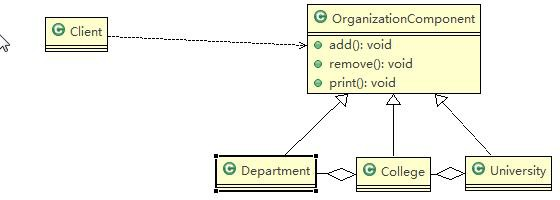 Client
OrganizationComponent
add(): void
remove(): void
print(): void
Department
College
University